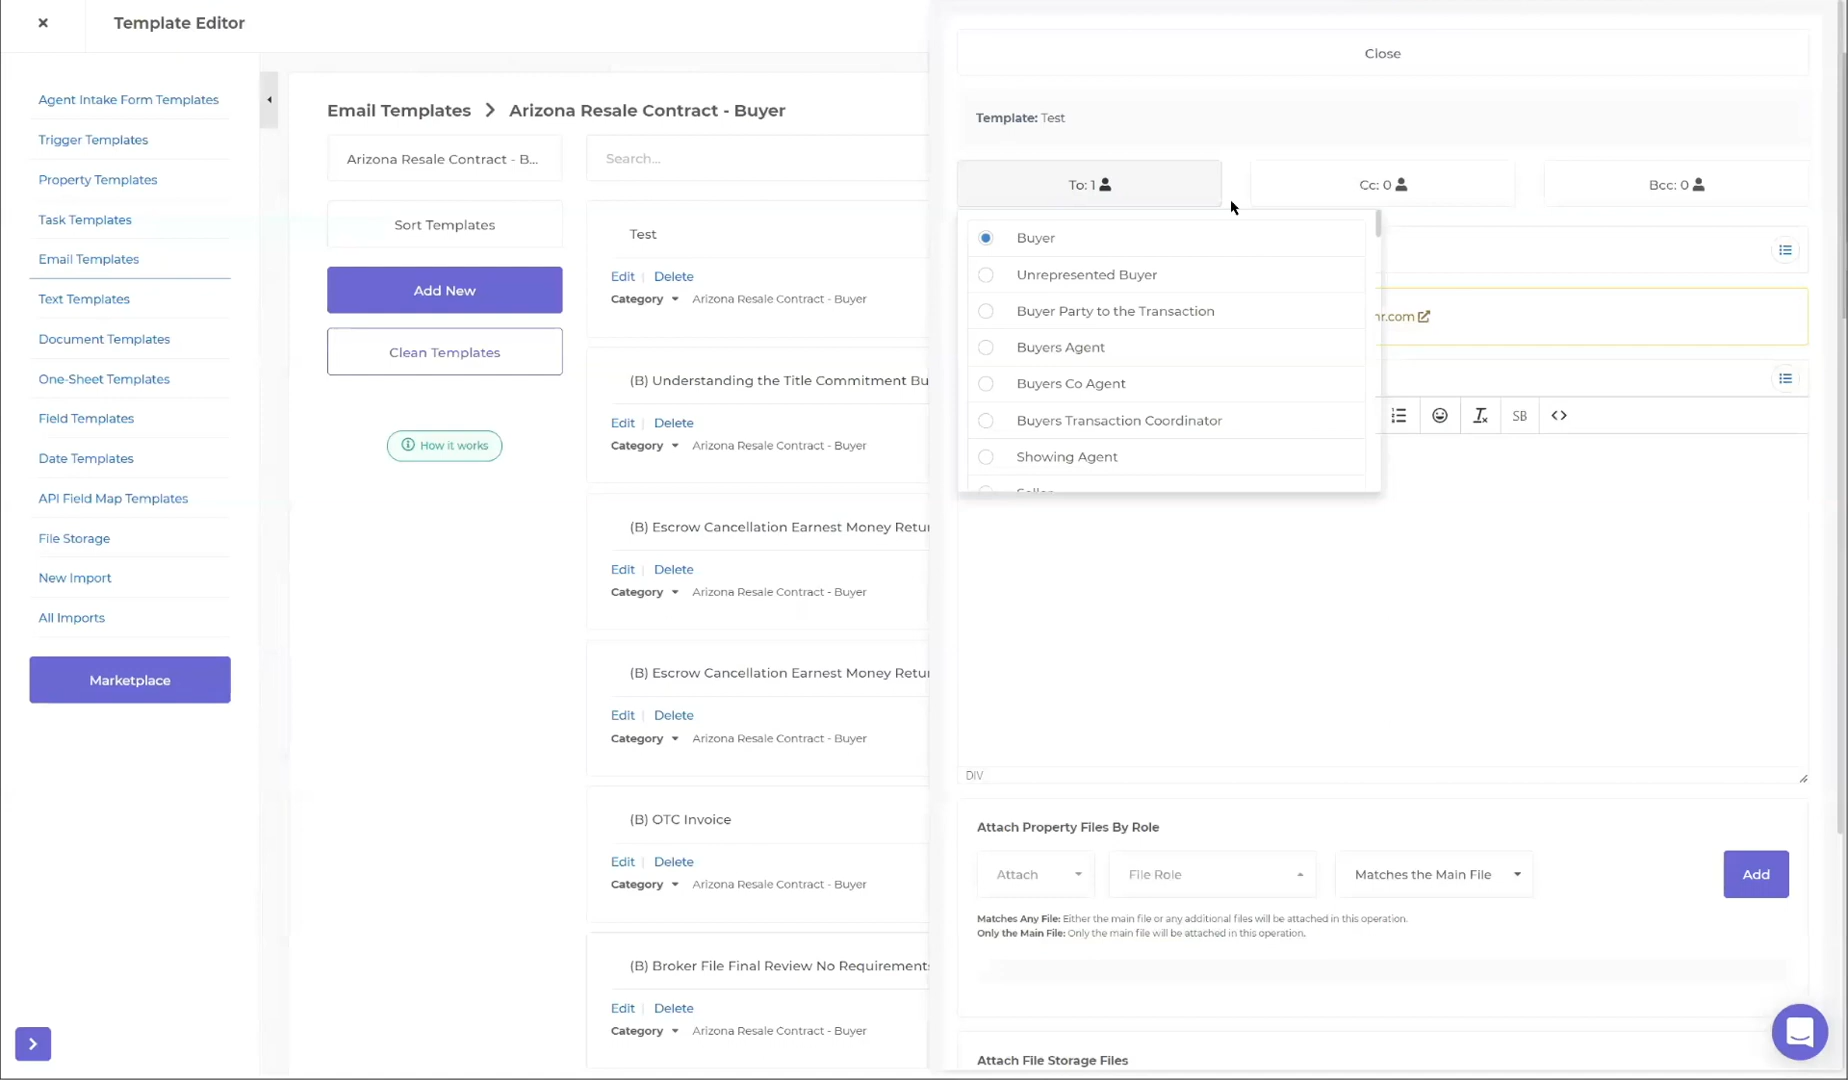 Template Editor
Agent Intake Form Templates
Trigger Templates
Property Templates
Task Templates
Email Templates
Text Templates
Document Templates
One-Sheet Templates
Field Templates
Date Templates
API Field Map Templates
File Storage
New Import
All Imports
Marketplace
Email Templates > Arizona Resale Contract - Buyer
Arizona Resale Contract - B...
Search...
Sort Templates
Add New
Clean Templates
How it works
Test
Edit | Delete
Category Arizona Resale Contract - Buyer
(B) Understanding the Title Commitment Bu
Edit | Delete
Category Arizona Resale Contract - Buyer
(B) Escrow Cancellation Earnest Money Retu
Edit | Delete
Category Arizona Resale Contract - Buyer
(B) Escrow Cancellation Earnest Money Retu
Edit | Delete
Category Arizona Resale Contract - Buyer
(B) OTC Invoice
Edit | Delete
Category Arizona Resale Contract - Buyer
(B) Broker File Final Review No Requirements
Edit | Delete
Category Arizona Resale Contract - Buyer
Close
Template: Test
To: 1
Cc: 0
Bcc: 0
Buyer
Unrepresented Buyer
Buyer Party to the Transaction
Buyers Agent
Buyers Co Agent
Buyers Transaction Coordinator
Showing Agent
Seller
r.com
SB
DIV
Attach Property Files By Role
Attach
File Role
Matches the Main File
Add
Matches Any File: Either the main file or any additional files will be attached in this operation.
Only the Main File: Only the main file will be attached in this operation.
Attach File Storage Files